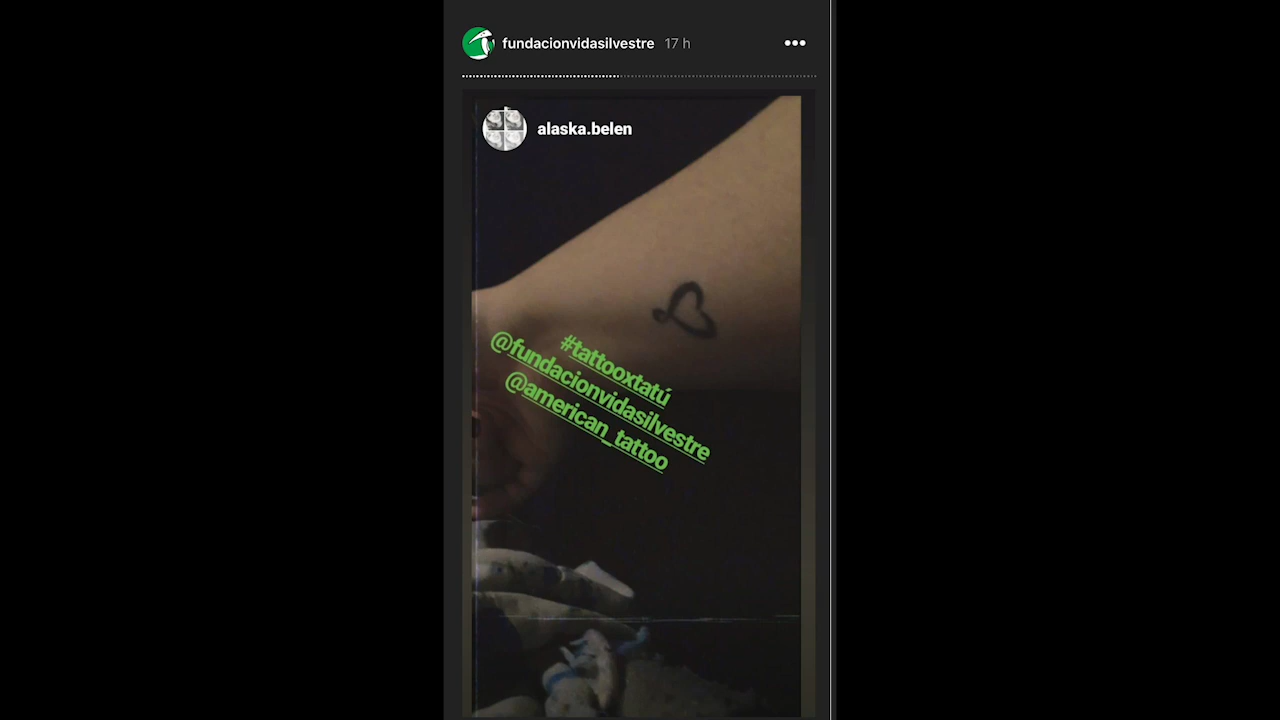 fundacionvidasilvestre 17 h
alaska.belen
#tattooxtatú
@fundacionvidasilvestre
@american_tattoo